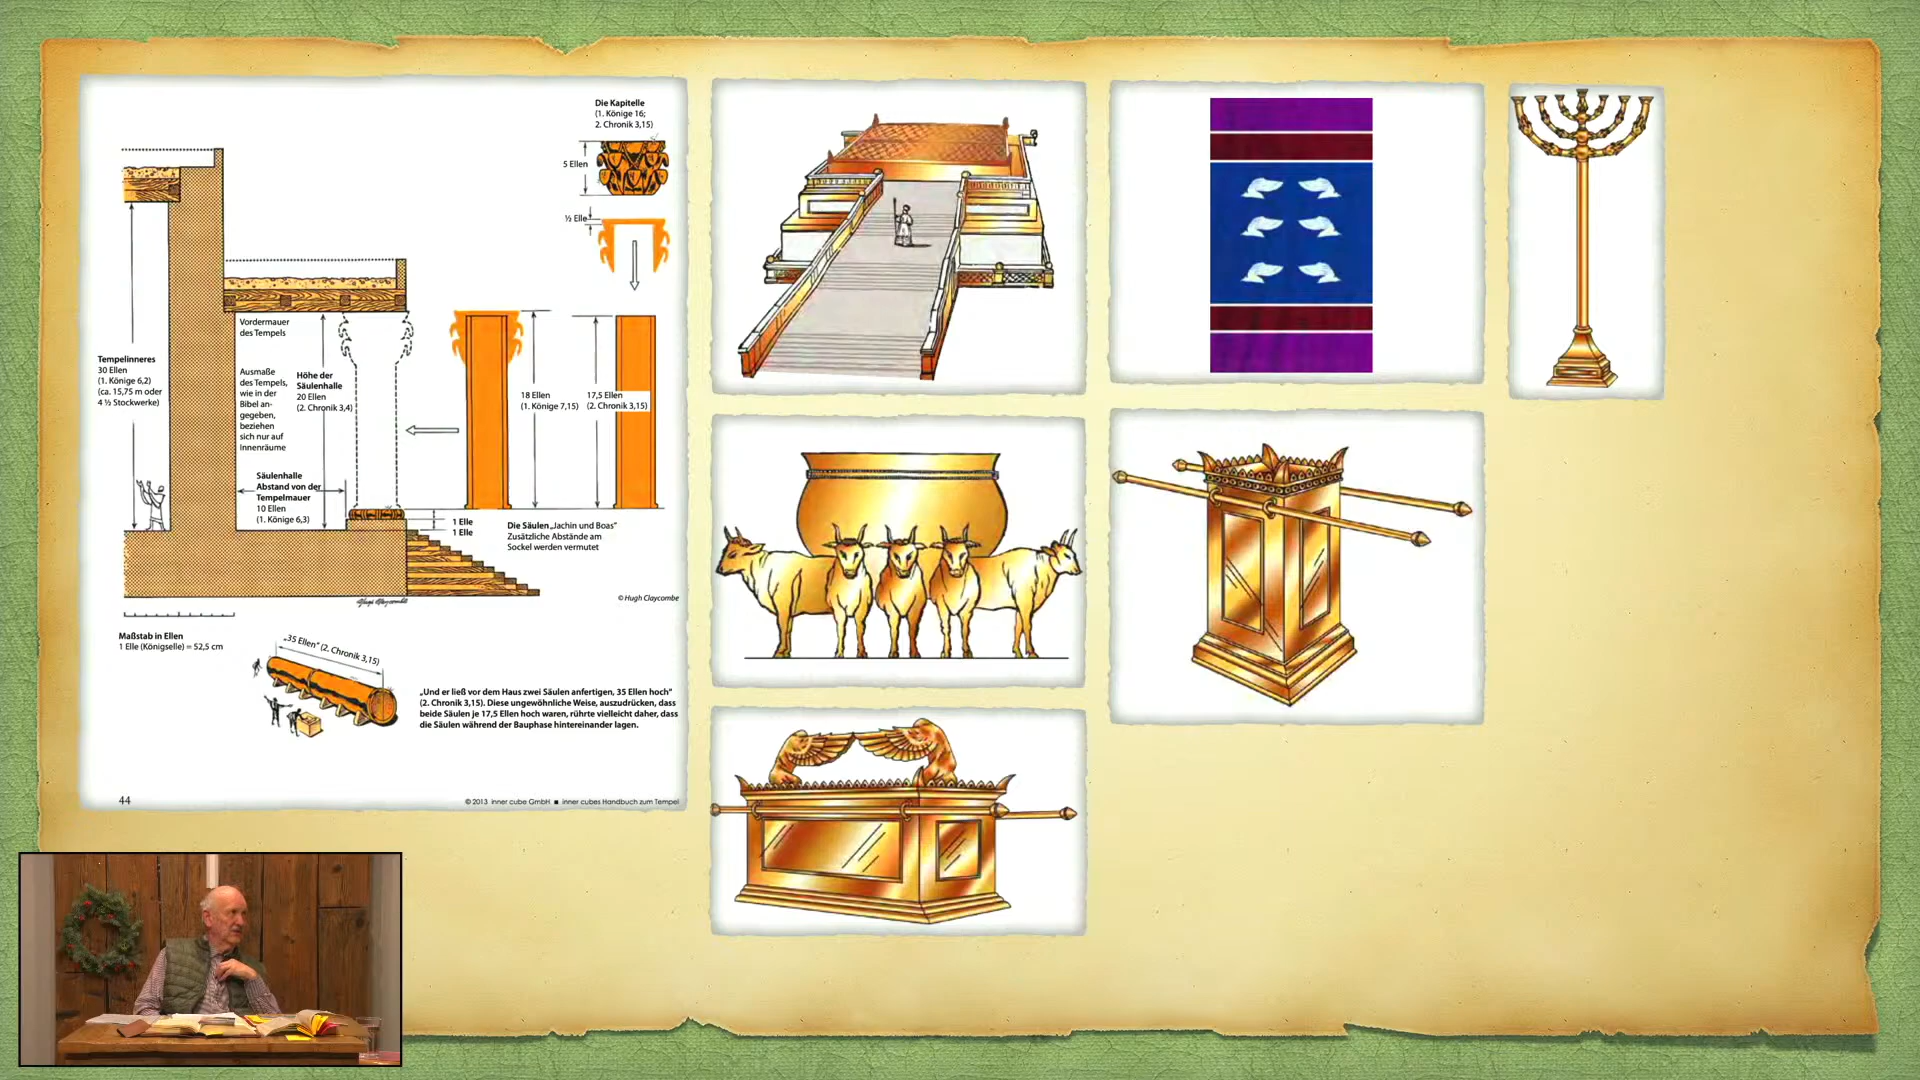 Die Kapitelle
(1. Könige 16;
2. Chronik 3,15)
5 Ellen
½ Elle
Vordermauer
des Tempels
Tempelinneres
30 Ellen
(1. Könige 6,2)
(ca. 15,75 m oder
4 ½ Stockwerke)
Ausmaße
des Tempels,
wie in der
Bibel an-
gegeben,
beziehen
sich nur auf
Innenräume
Höhe der
Säulenhalle
20 Ellen
(2. Chronik 3,4)
18 Ellen
(1. Könige 7,15)
17,5 Ellen
(2. Chronik 3,15)
Säulenhalle
Abstand von der
Tempelmauer
10 Ellen
(1. Könige 6,3)
1 Elle
1 Elle
Die Säulen „Jachin und Boas“
Zusätzliche Abstände am
Sockel werden vermutet
© Hugh Claycombe
Maßstab in Ellen
1 Elle (Königselle) = 52,5 cm
„35 Ellen“ (2. Chronik 3,15)
„Und er ließ vor dem Haus zwei Säulen anfertigen, 35 Ellen hoch“
(2. Chronik 3,15). Diese ungewöhnliche Weise, auszudrücken, dass
beide Säulen je 17,5 Ellen hoch waren, rührte vielleicht daher, dass
die Säulen während der Bauphase hintereinander lagen.
44
© 2013 inner cube GmbH ■ inner cubes Handbuch zum Tempel